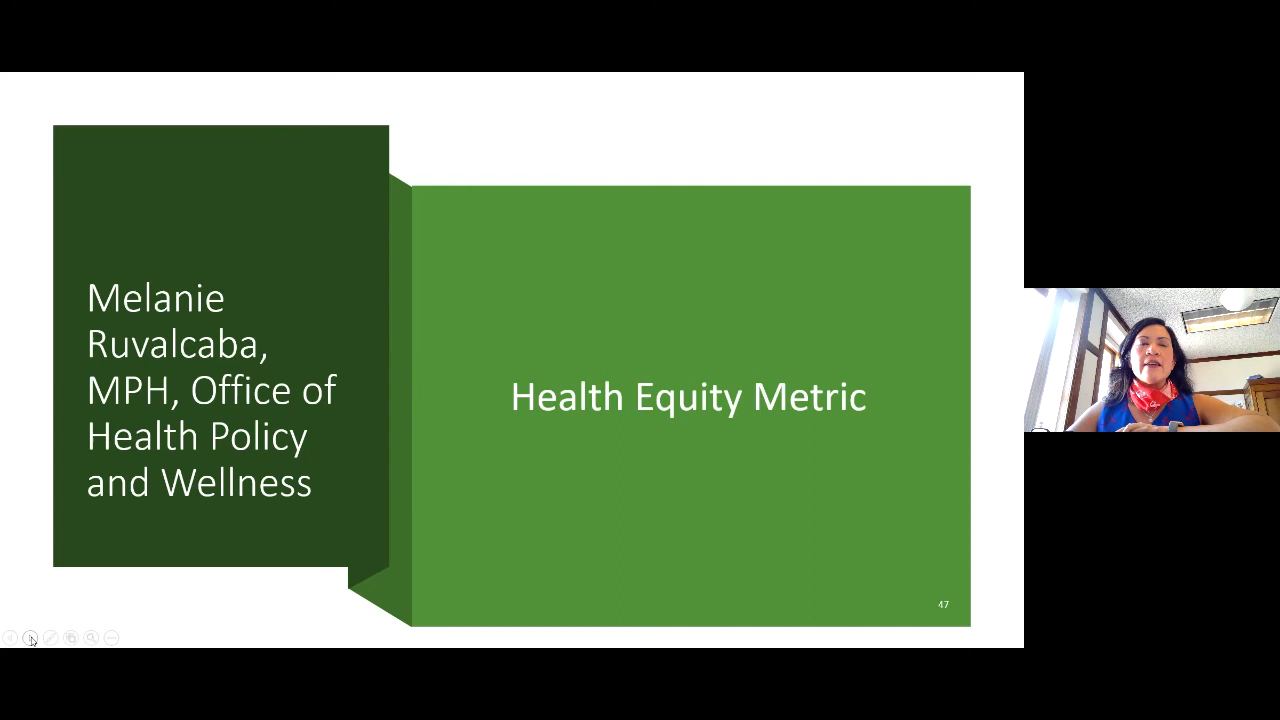 Melanie
Ruvalcaba,
MPH, Office of
Health Policy
and Wellness
Health Equity Metric
47